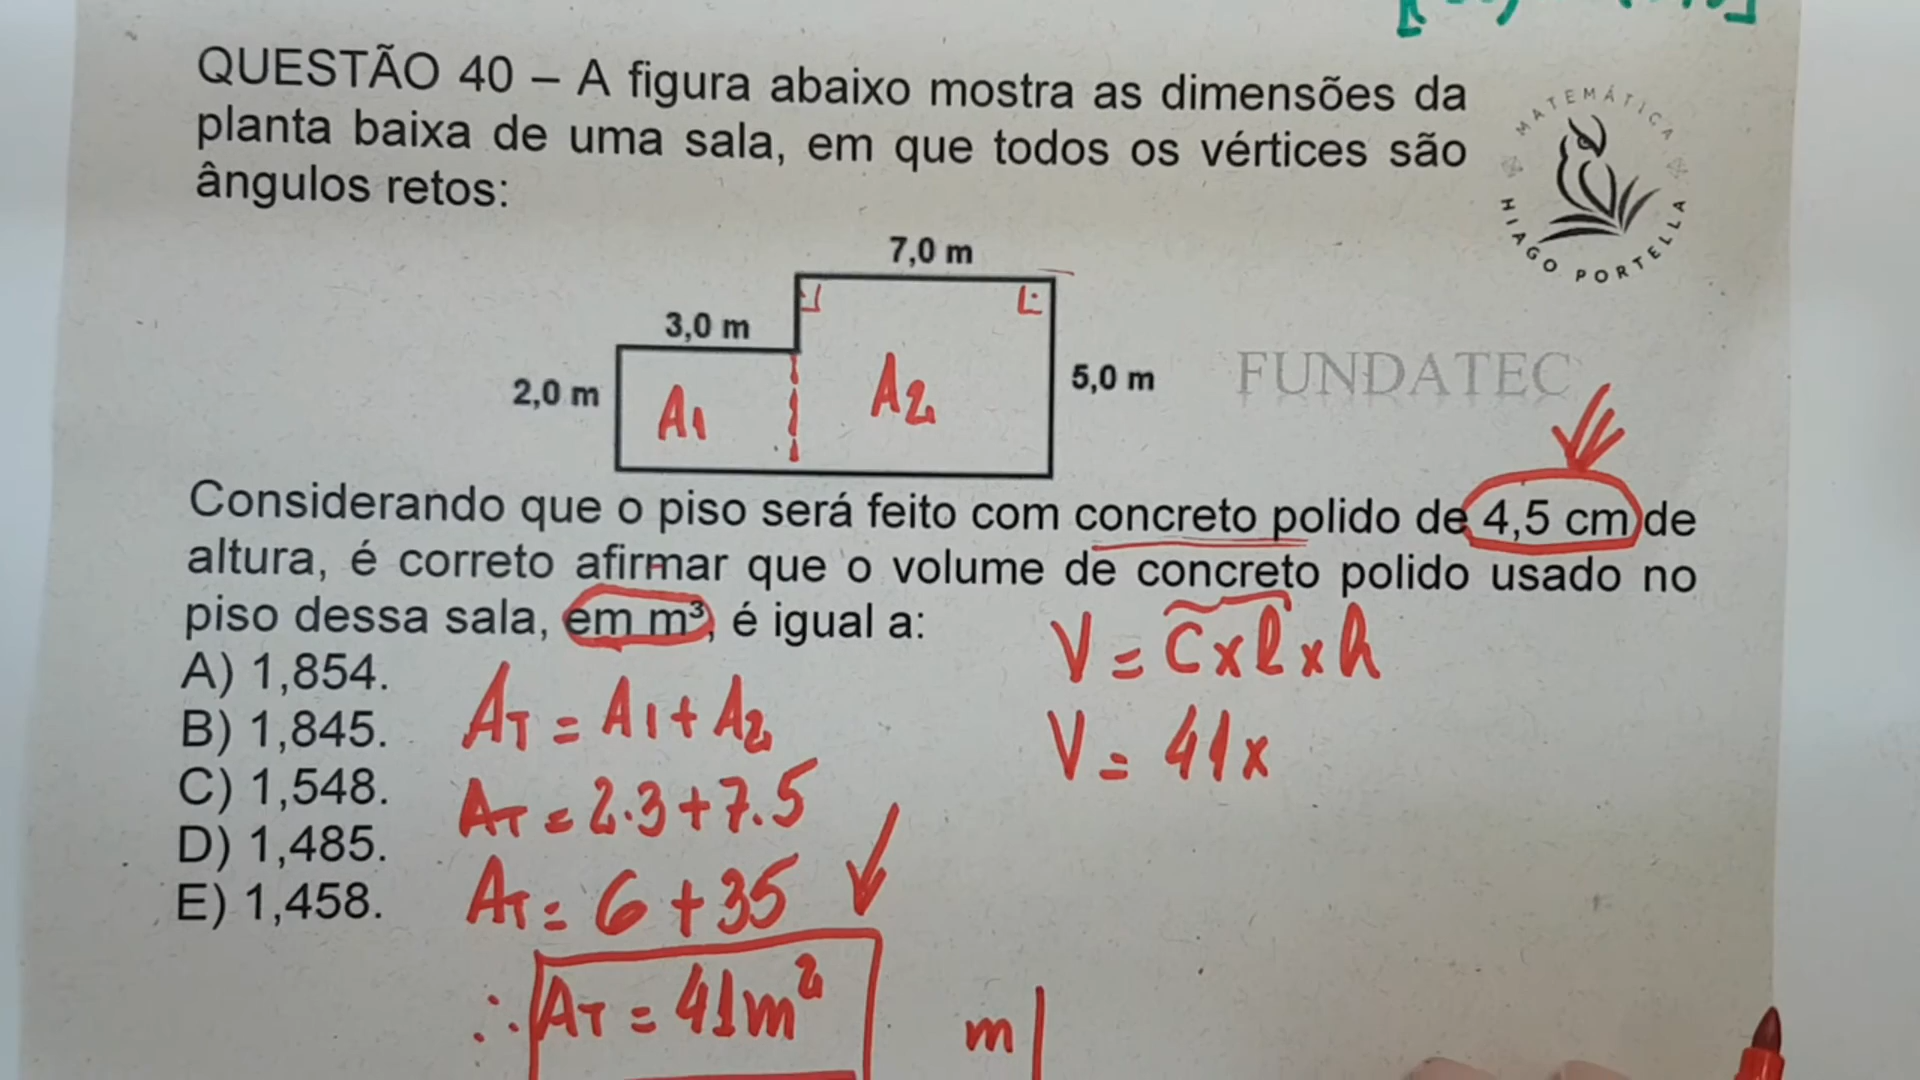 QUESTÃO 40 – A figura abaixo mostra as dimensões da
planta baixa de uma sala, em que todos os vértices são
ângulos retos:
MATEMÁTICA
HIAGO PORTELLA
7,0 m
3,0 m
2,0 m
5,0 m
A1
A2
FUNDATEC
Considerando que o piso será feito com concreto polido de 4,5 cm de
altura, é correto afirmar que o volume de concreto polido usado no
piso dessa sala, em m³, é igual a:
A) 1,854.
B) 1,845.
C) 1,548.
D) 1,485.
E) 1,458.
AT = A1 + A2
AT = 2.3 + 7.5
AT = 6 + 35
∴ AT = 41m²
V = C x l x h
V = 41 x
m